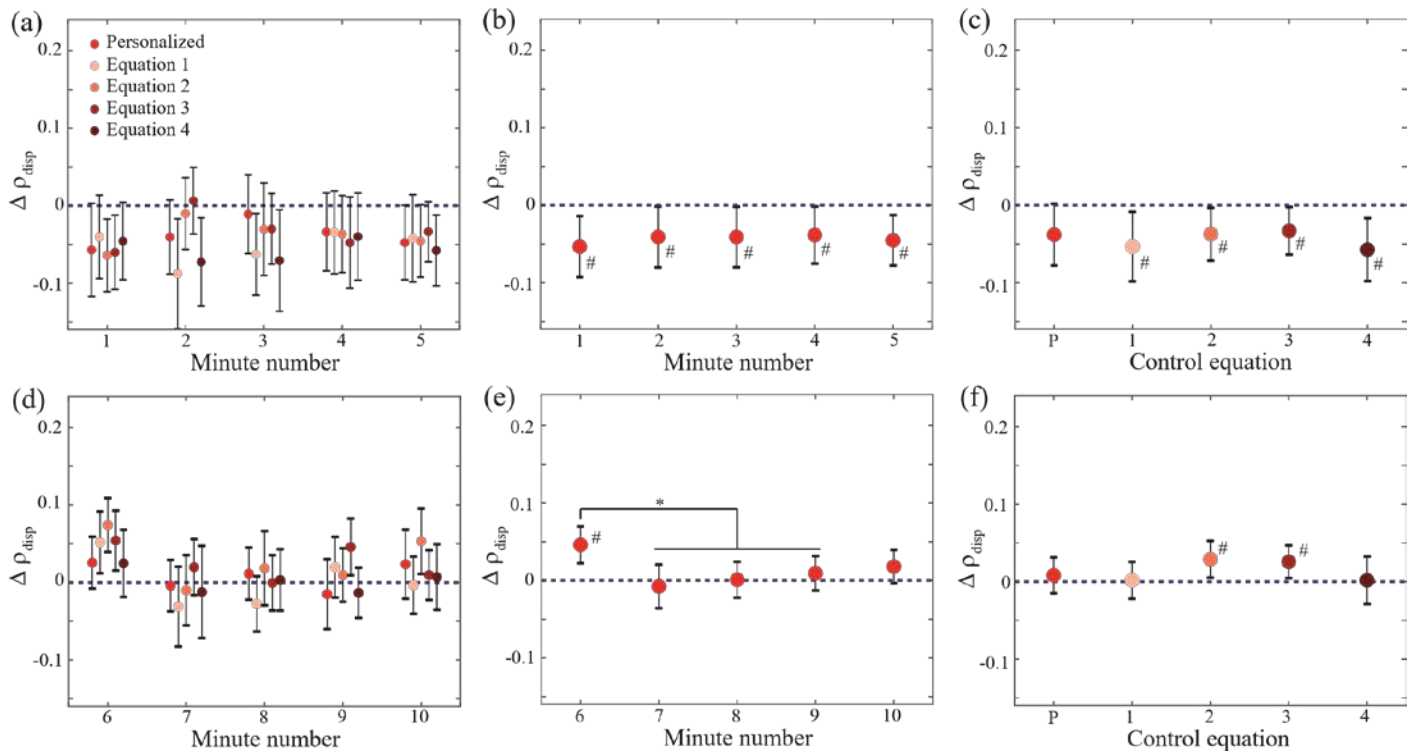 (a)
Personalized
Equation 1
Equation 2
Equation 3
Equation 4
0.2
0.1
0
-0.1
Δ ρdisp
1 2 3 4 5
Minute number
(b)
0.2
0.1
0
-0.1
Δ ρdisp
# # # # #
1 2 3 4 5
Minute number
(c)
0.2
0.1
0
-0.1
Δ ρdisp
# # # #
P 1 2 3 4
Control equation
(d)
0.2
0.1
0
-0.1
Δ ρdisp
6 7 8 9 10
Minute number
(e)
0.2
0.1
0
-0.1
Δ ρdisp
*
#
6 7 8 9 10
Minute number
(f)
0.2
0.1
0
-0.1
Δ ρdisp
# #
P 1 2 3 4
Control equation